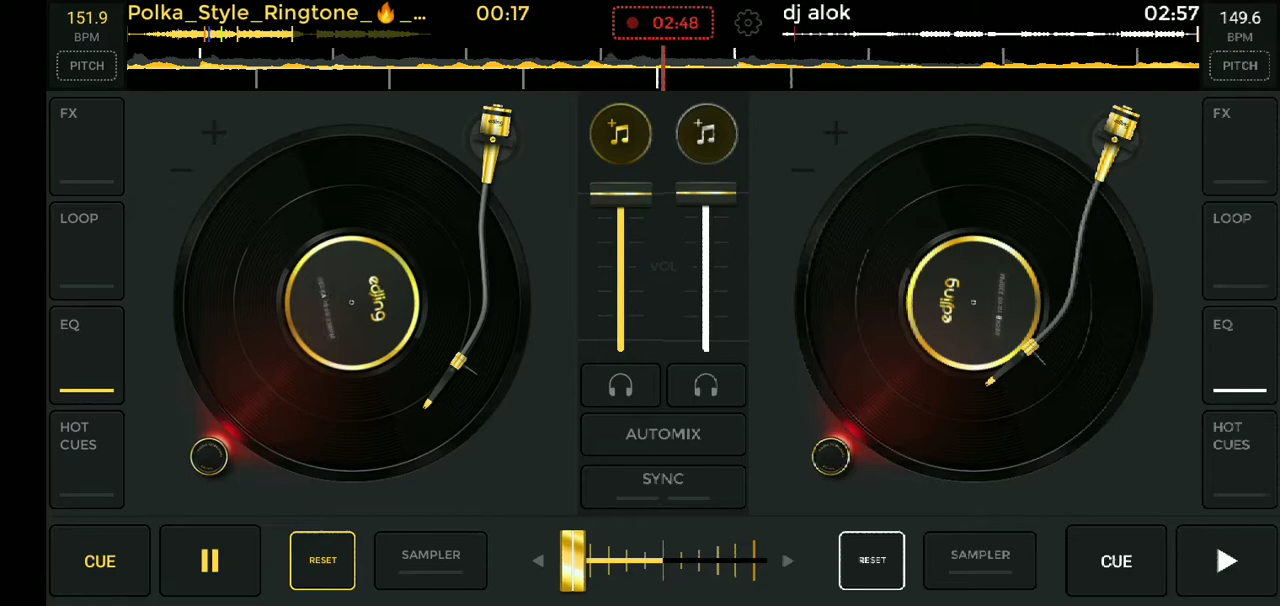 151.9
BPM
PITCH
Polka_Style_Ringtone_🔥_...
00:17
02:48
dj alok
02:57
149.6
BPM
PITCH
FX
LOOP
EQ
HOT
CUES
edjing
edjing
VOL
edjing
edjing
FX
LOOP
EQ
HOT
CUES
AUTOMIX
SYNC
CUE
RESET
SAMPLER
RESET
SAMPLER
CUE